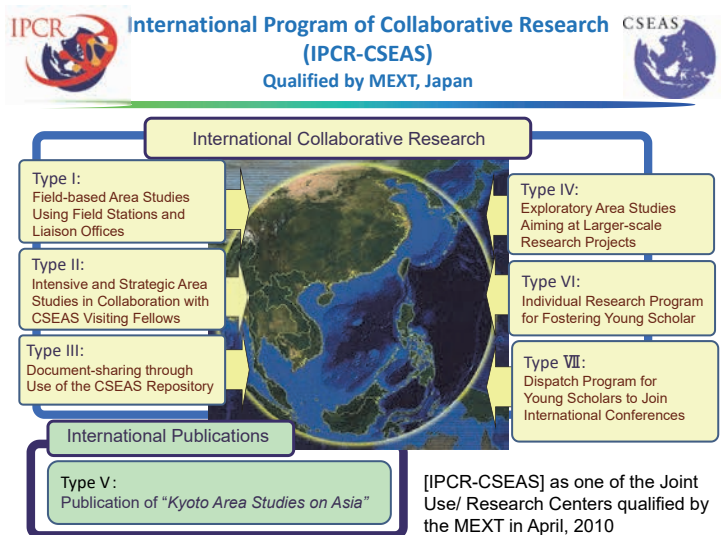 IPCR
International Program of Collaborative Research
(IPCR-CSEAS)
Qualified by MEXT, Japan
CSEAS
International Collaborative Research
Type I:
Field-based Area Studies
Using Field Stations and
Liaison Offices
Type II:
Intensive and Strategic Area
Studies in Collaboration with
CSEAS Visiting Fellows
Type III:
Document-sharing through
Use of the CSEAS Repository
Type IV:
Exploratory Area Studies
Aiming at Larger-scale
Research Projects
Type VI:
Individual Research Program
for Fostering Young Scholar
Type Ⅶ:
Dispatch Program for
Young Scholars to Join
International Conferences
International Publications
Type V:
Publication of “Kyoto Area Studies on Asia”
[IPCR-CSEAS] as one of the Joint
Use/ Research Centers qualified by
the MEXT in April, 2010